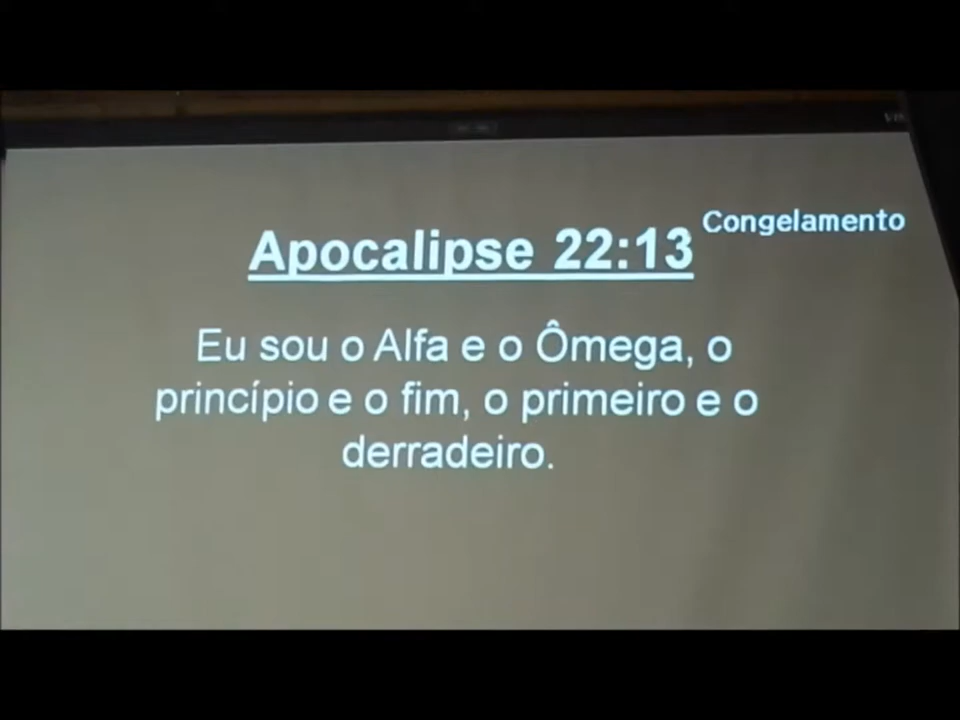 Congelamento
Apocalipse 22:13
Eu sou o Alfa e o Ômega, o
princípio e o fim, o primeiro e o
derradeiro.